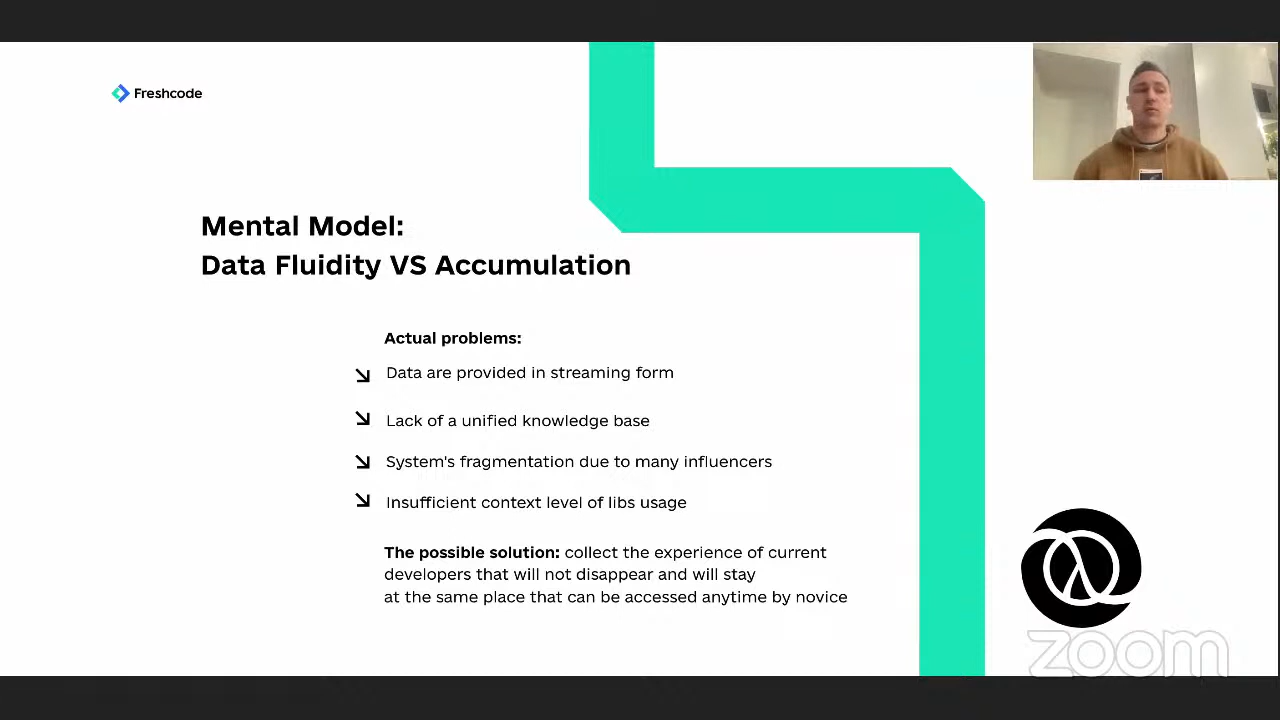 Freshcode
Mental Model:
Data Fluidity VS Accumulation
Actual problems:
Data are provided in streaming form
Lack of a unified knowledge base
System's fragmentation due to many influencers
Insufficient context level of libs usage
The possible solution: collect the experience of current
developers that will not disappear and will stay
at the same place that can be accessed anytime by novice
zoom